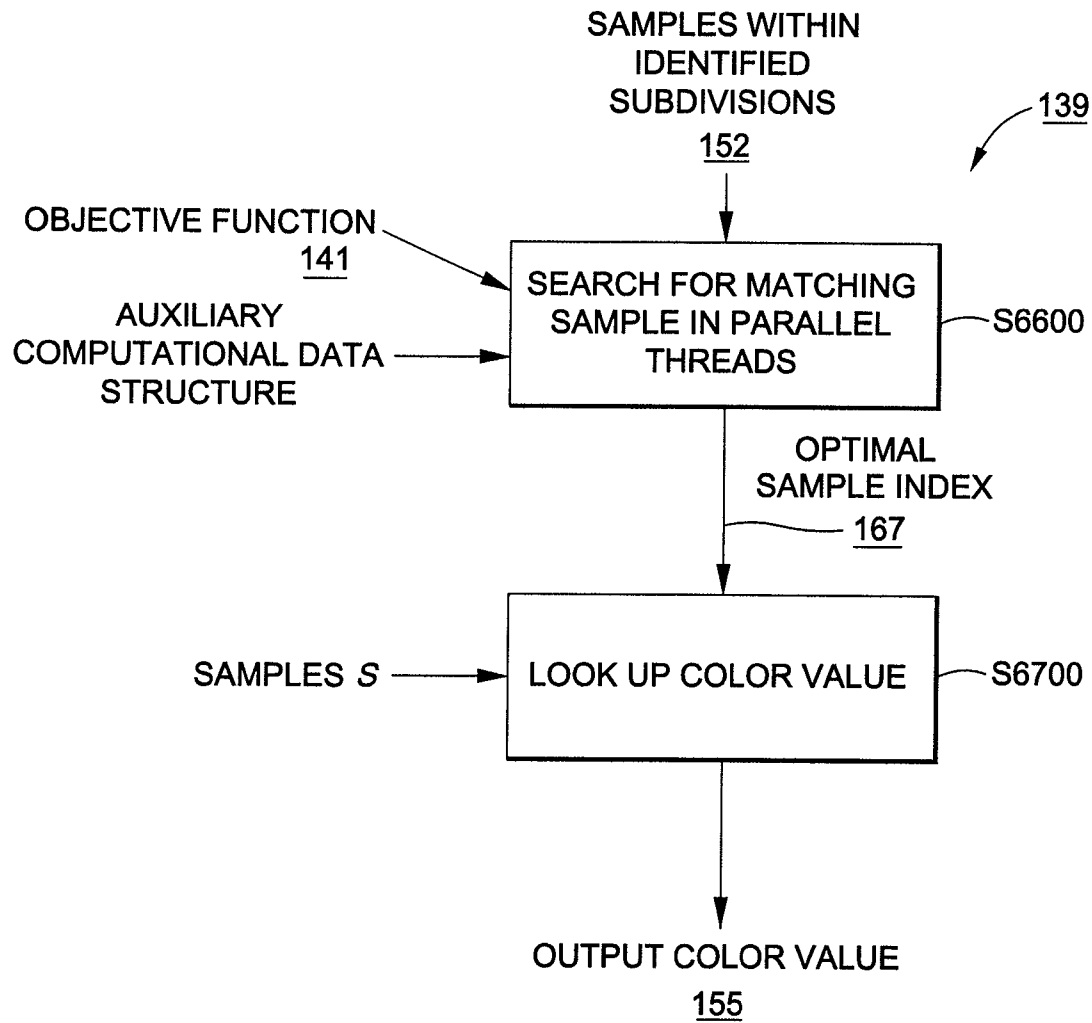 SAMPLES WITHIN
IDENTIFIED
SUBDIVISIONS
152
139
OBJECTIVE FUNCTION
141
AUXILIARY
COMPUTATIONAL DATA
STRUCTURE
SEARCH FOR MATCHING
SAMPLE IN PARALLEL
THREADS
S6600
OPTIMAL
SAMPLE INDEX
167
SAMPLES S
LOOK UP COLOR VALUE
S6700
OUTPUT COLOR VALUE
155